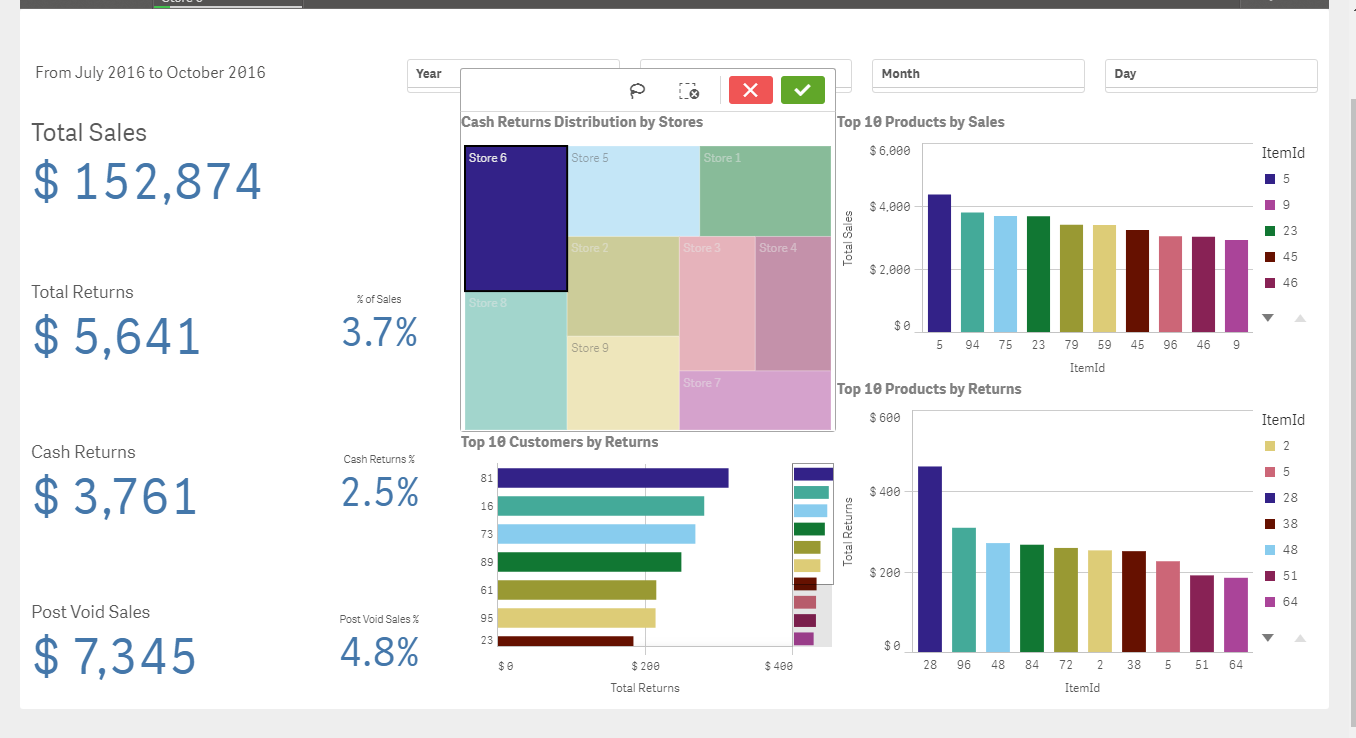 From July 2016 to October 2016
Year
Month
Day
Total Sales
$ 152,874
Total Returns
$ 5,641
% of Sales
3.7%
Cash Returns
$ 3,761
Cash Returns %
2.5%
Post Void Sales
$ 7,345
Post Void Sales %
4.8%
Cash Returns Distribution by Stores
Store 6
Store 5
Store 1
Store 2
Store 3
Store 4
Store 8
Store 9
Store 7
Top 10 Customers by Returns
81
16
73
89
61
95
23
$ 0
$ 200
$ 400
Total Returns
Top 10 Products by Sales
Total Sales
$ 6,000
$ 4,000
$ 2,000
$ 0
5 94 75 23 79 59 45 96 46 9
ItemId
ItemId
5
9
23
45
46
Top 10 Products by Returns
Total Returns
$ 600
$ 400
$ 200
$ 0
28 96 48 84 72 2 38 5 51 64
ItemId
ItemId
2
5
28
38
48
51
64